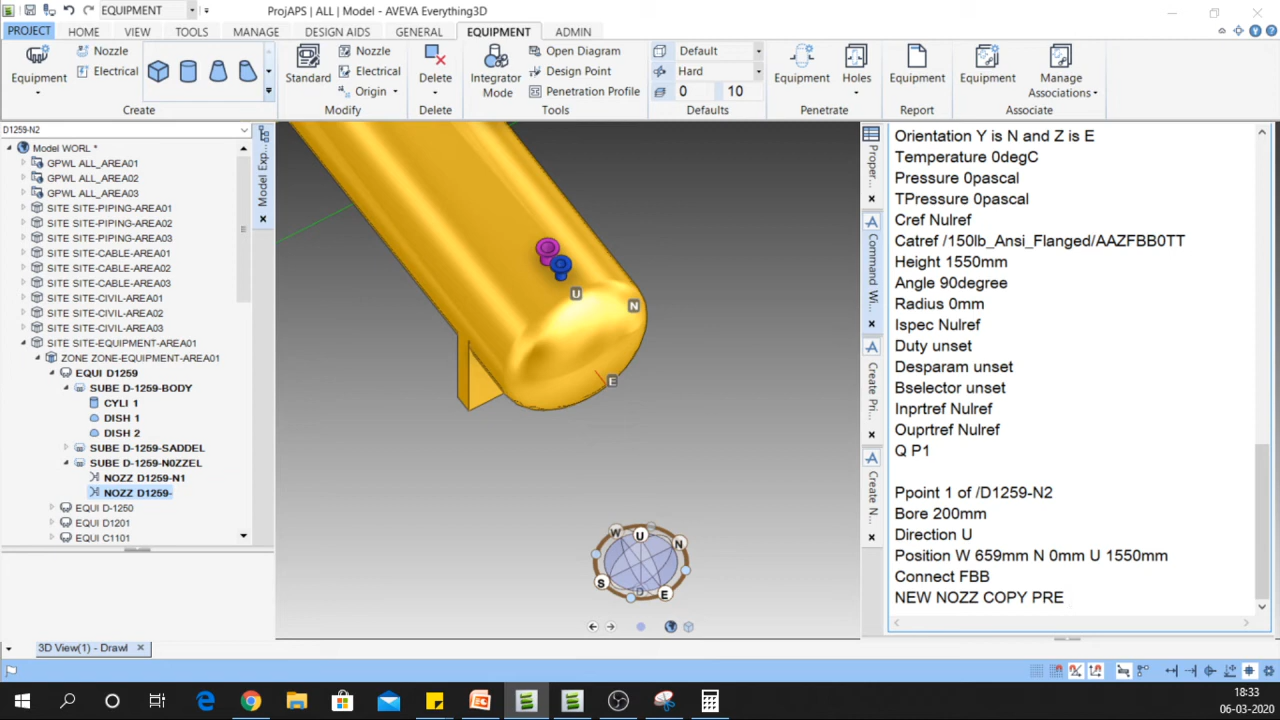 EQUIPMENT
ProjAPS | ALL | Model - AVEVA Everything3D
PROJECT HOME VIEW TOOLS MANAGE DESIGN AIDS GENERAL EQUIPMENT ADMIN
Equipment
Nozzle
Electrical
Create
Standard
Nozzle
Electrical
Origin
Modify
Delete
Delete
Integrator Mode
Open Diagram
Design Point
Penetration Profile
Tools
Default
Hard
0 10
Defaults
Equipment
Holes
Penetrate
Equipment
Report
Equipment
Manage Associations
Associate
D1259-N2
Model WORL *
GPWL ALL_AREA01
GPWL ALL_AREA02
GPWL ALL_AREA03
SITE SITE-PIPING-AREA01
SITE SITE-PIPING-AREA02
SITE SITE-PIPING-AREA03
SITE SITE-CABLE-AREA01
SITE SITE-CABLE-AREA02
SITE SITE-CABLE-AREA03
SITE SITE-CIVIL-AREA01
SITE SITE-CIVIL-AREA02
SITE SITE-CIVIL-AREA03
SITE SITE-EQUIPMENT-AREA01
ZONE ZONE-EQUIPMENT-AREA01
EQUI D1259
SUBE D-1259-BODY
CYLI 1
DISH 1
DISH 2
SUBE D-1259-SADDEL
SUBE D-1259-N0ZZEL
NOZZ D1259-N1
NOZZ D1259-
EQUI D-1250
EQUI D1201
EQUI C1101
Model Exp...
U
N
E
W
U
N
S
D
E
3D View(1) - Drawl
Proper...
Command Wi...
Create Pri...
Create N...
Orientation Y is N and Z is E
Temperature 0degC
Pressure 0pascal
TPressure 0pascal
Cref Nulref
Catref /150lb_Ansi_Flanged/AAZFBB0TT
Height 1550mm
Angle 90degree
Radius 0mm
Ispec Nulref
Duty unset
Desparam unset
Bselector unset
Inprtref Nulref
Ouprtref Nulref
Q P1
Ppoint 1 of /D1259-N2
Bore 200mm
Direction U
Position W 659mm N 0mm U 1550mm
Connect FBB
NEW NOZZ COPY PRE
18:33
06-03-2020